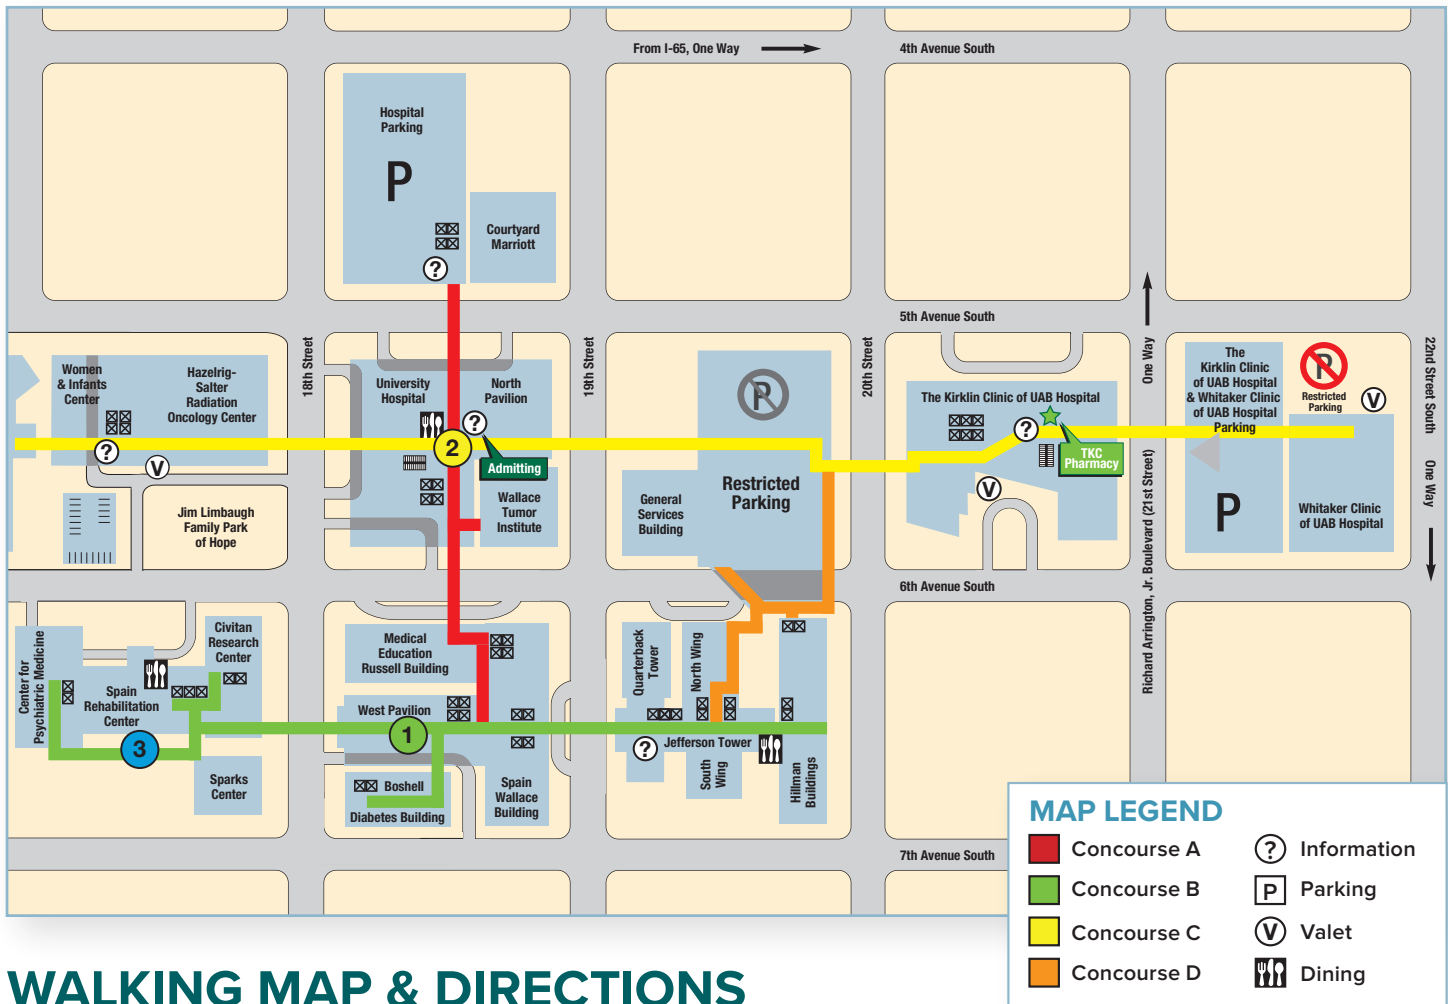 From I-65, One Way
4th Avenue South
Hospital
Parking
P
Courtyard
Marriott
?
5th Avenue South
18th Street
19th Street
20th Street
One Way
22nd Street South
One Way
Women
& Infants
Center
Hazelrig-
Salter
Radiation
Oncology Center
?
V
University
Hospital
North
Pavilion
?
2
Admitting
Wallace
Tumor
Institute
P
Restricted
Parking
General
Services
Building
The Kirklin Clinic of UAB Hospital
?
TKC
Pharmacy
V
The
Kirklin Clinic
of UAB Hospital
& Whitaker Clinic
of UAB Hospital
Parking
P
P
Restricted
Parking
V
Whitaker Clinic
of UAB Hospital
Jim Limbaugh
Family Park
of Hope
Richard Arrington, Jr. Boulevard (21st Street)
6th Avenue South
Center for
Psychiatric Medicine
Civitan
Research
Center
Spain
Rehabilitation
Center
3
Sparks
Center
Medical
Education
Russell Building
West Pavilion
1
Boshell
Diabetes Building
Spain
Wallace
Building
Quarterback
Tower
North Wing
?
Jefferson Tower
South
Wing
Hillman
Buildings
7th Avenue South
MAP LEGEND
Concourse A
Concourse B
Concourse C
Concourse D
? Information
P Parking
V Valet
Dining
WALKING MAP & DIRECTIONS